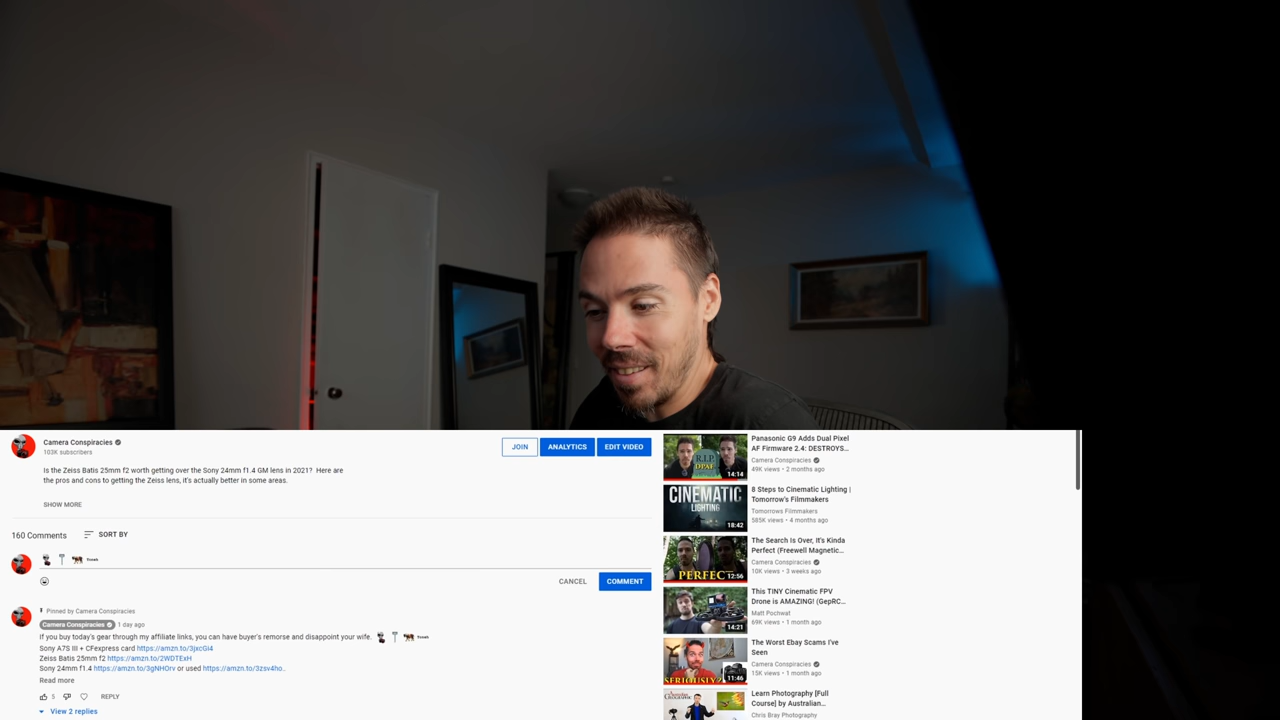 Camera Conspiracies
103K subscribers
JOIN
ANALYTICS
EDIT VIDEO
Is the Zeiss Batis 25mm f2 worth getting over the Sony 24mm f1.4 GM lens in 2021? Here are
the pros and cons to getting the Zeiss lens, it's actually better in some areas.
SHOW MORE
160 Comments
SORT BY
CANCEL
COMMENT
Pinned by Camera Conspiracies
Camera Conspiracies
1 day ago
If you buy today's gear through my affiliate links, you can have buyer's remorse and disappoint your wife.
Sony A7S III + CFexpress card https://amzn.to/3jxcGi4
Zeiss Batis 25mm f2 https://amzn.to/2WDTExH
Sony 24mm f1.4 https://amzn.to/3gNHOrv or used https://amzn.to/3zsv4ho..
Read more
5
REPLY
View 2 replies
R.I.P
DPAF
14:14
Panasonic G9 Adds Dual Pixel
AF Firmware 2.4: DESTROYS...
Camera Conspiracies
49K views • 2 months ago
CINEMATIC
LIGHTING
18:42
8 Steps to Cinematic Lighting |
Tomorrow's Filmmakers
Tomorrows Filmmakers
585K views • 4 months ago
PERFECT
12:56
The Search Is Over, It's Kinda
Perfect (Freewell Magnetic...
Camera Conspiracies
10K views • 3 weeks ago
14:21
This TINY Cinematic FPV
Drone is AMAZING! (GepRC...
Matt Pochwat
69K views • 1 month ago
SERIOUSLY?
11:46
The Worst Ebay Scams I've
Seen
Camera Conspiracies
15K views • 1 month ago
Learn Photography [Full
Course] by Australian...
Chris Bray Photography